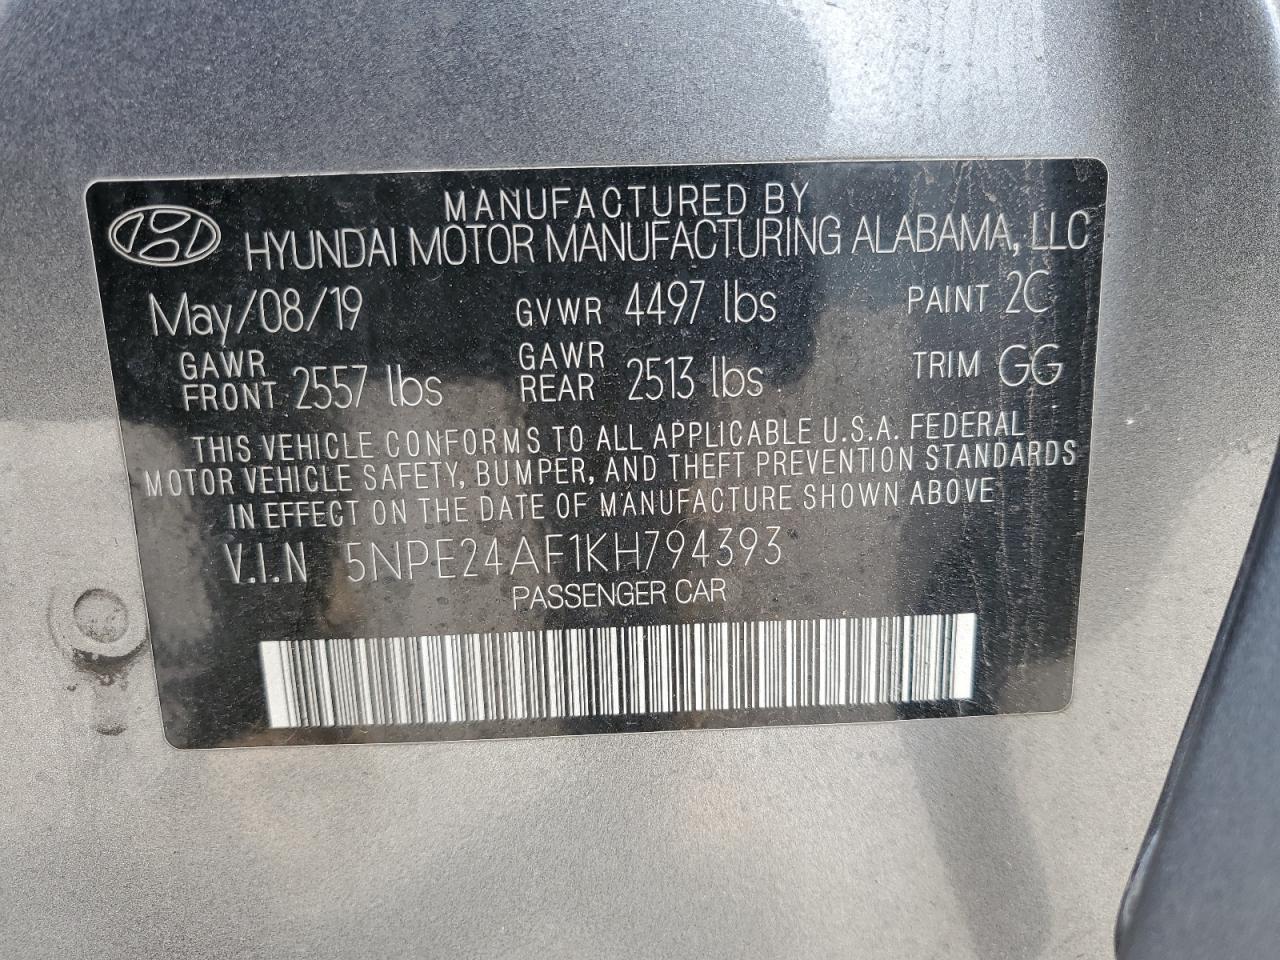 MANUFACTURED BY
HYUNDAI MOTOR MANUFACTURING ALABAMA, LLC
May/08/19 GVWR 4497 lbs PAINT 2C
GAWR FRONT 2557 lbs GAWR REAR 2513 lbs TRIM GG
THIS VEHICLE CONFORMS TO ALL APPLICABLE U.S.A. FEDERAL
MOTOR VEHICLE SAFETY, BUMPER, AND THEFT PREVENTION STANDARDS
IN EFFECT ON THE DATE OF MANUFACTURE SHOWN ABOVE
V.I.N 5NPE24AF1KH794393
PASSENGER CAR